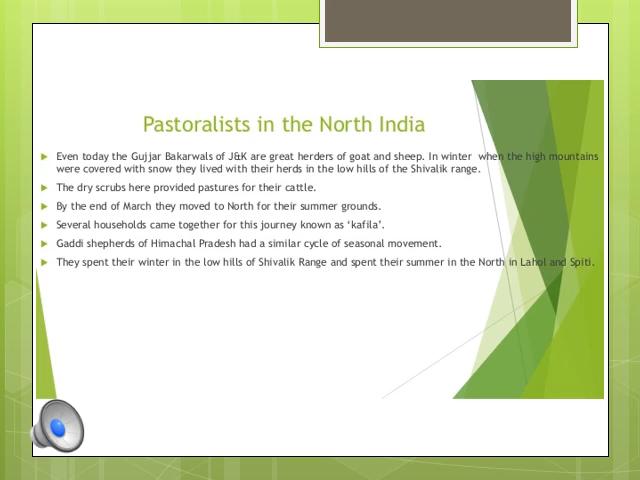 Pastoralists in the North India
Even today the Gujjar Bakarwals of J&K are great herders of goat and sheep. In winter when the high mountains
were covered with snow they lived with their herds in the low hills of the Shivalik range.
The dry scrubs here provided pastures for their cattle.
By the end of March they moved to North for their summer grounds.
Several households came together for this journey known as ‘kafila’.
Gaddi shepherds of Himachal Pradesh had a similar cycle of seasonal movement.
They spent their winter in the low hills of Shivalik Range and spent their summer in the North in Lahol and Spiti.